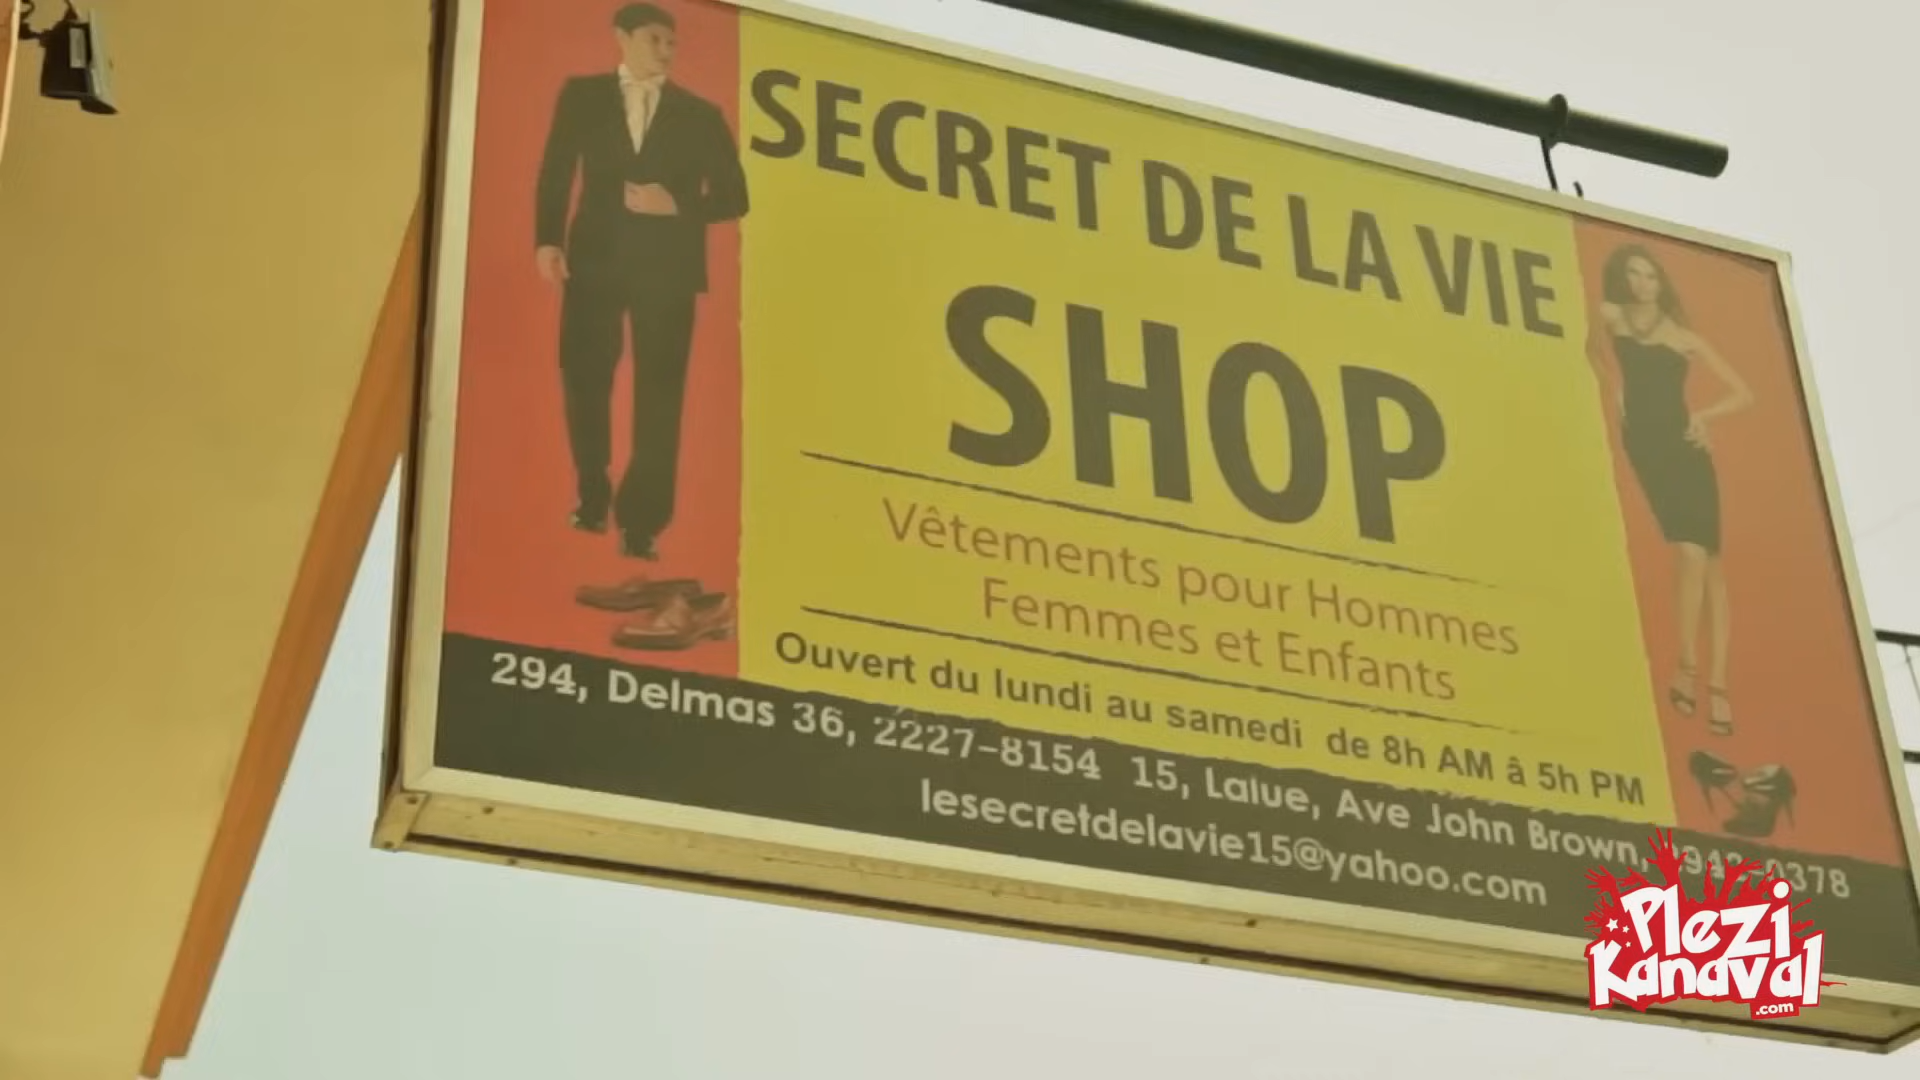 SECRET DE LA VIE
SHOP
Vêtements pour Hommes
Femmes et Enfants
Ouvert du lundi au samedi de 8h AM à 5h PM
294, Delmas 36, 2227-8154 15, Lalue, Ave John Brown,
lesecretdelavie15@yahoo.com
Plezi
Kanaval
.com